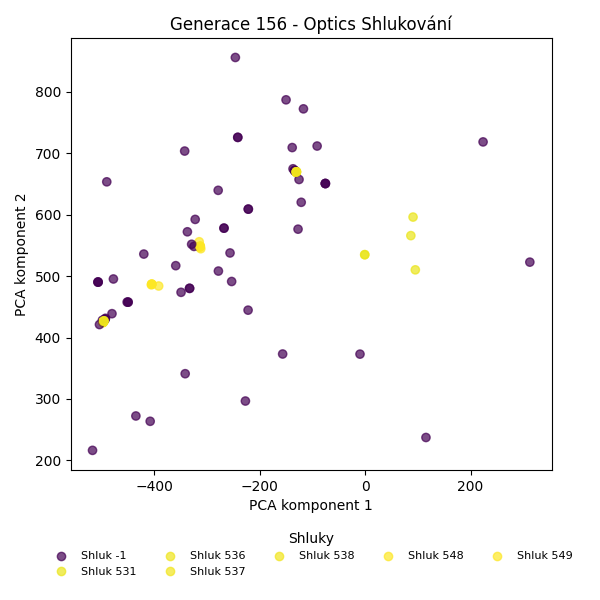 Generace 156 - Optics Shlukování
PCA komponent 2
800
700
600
500
400
300
200
−400
−200
0
200
PCA komponent 1
Shluky
Shluk -1
Shluk 536
Shluk 538
Shluk 548
Shluk 549
Shluk 531
Shluk 537